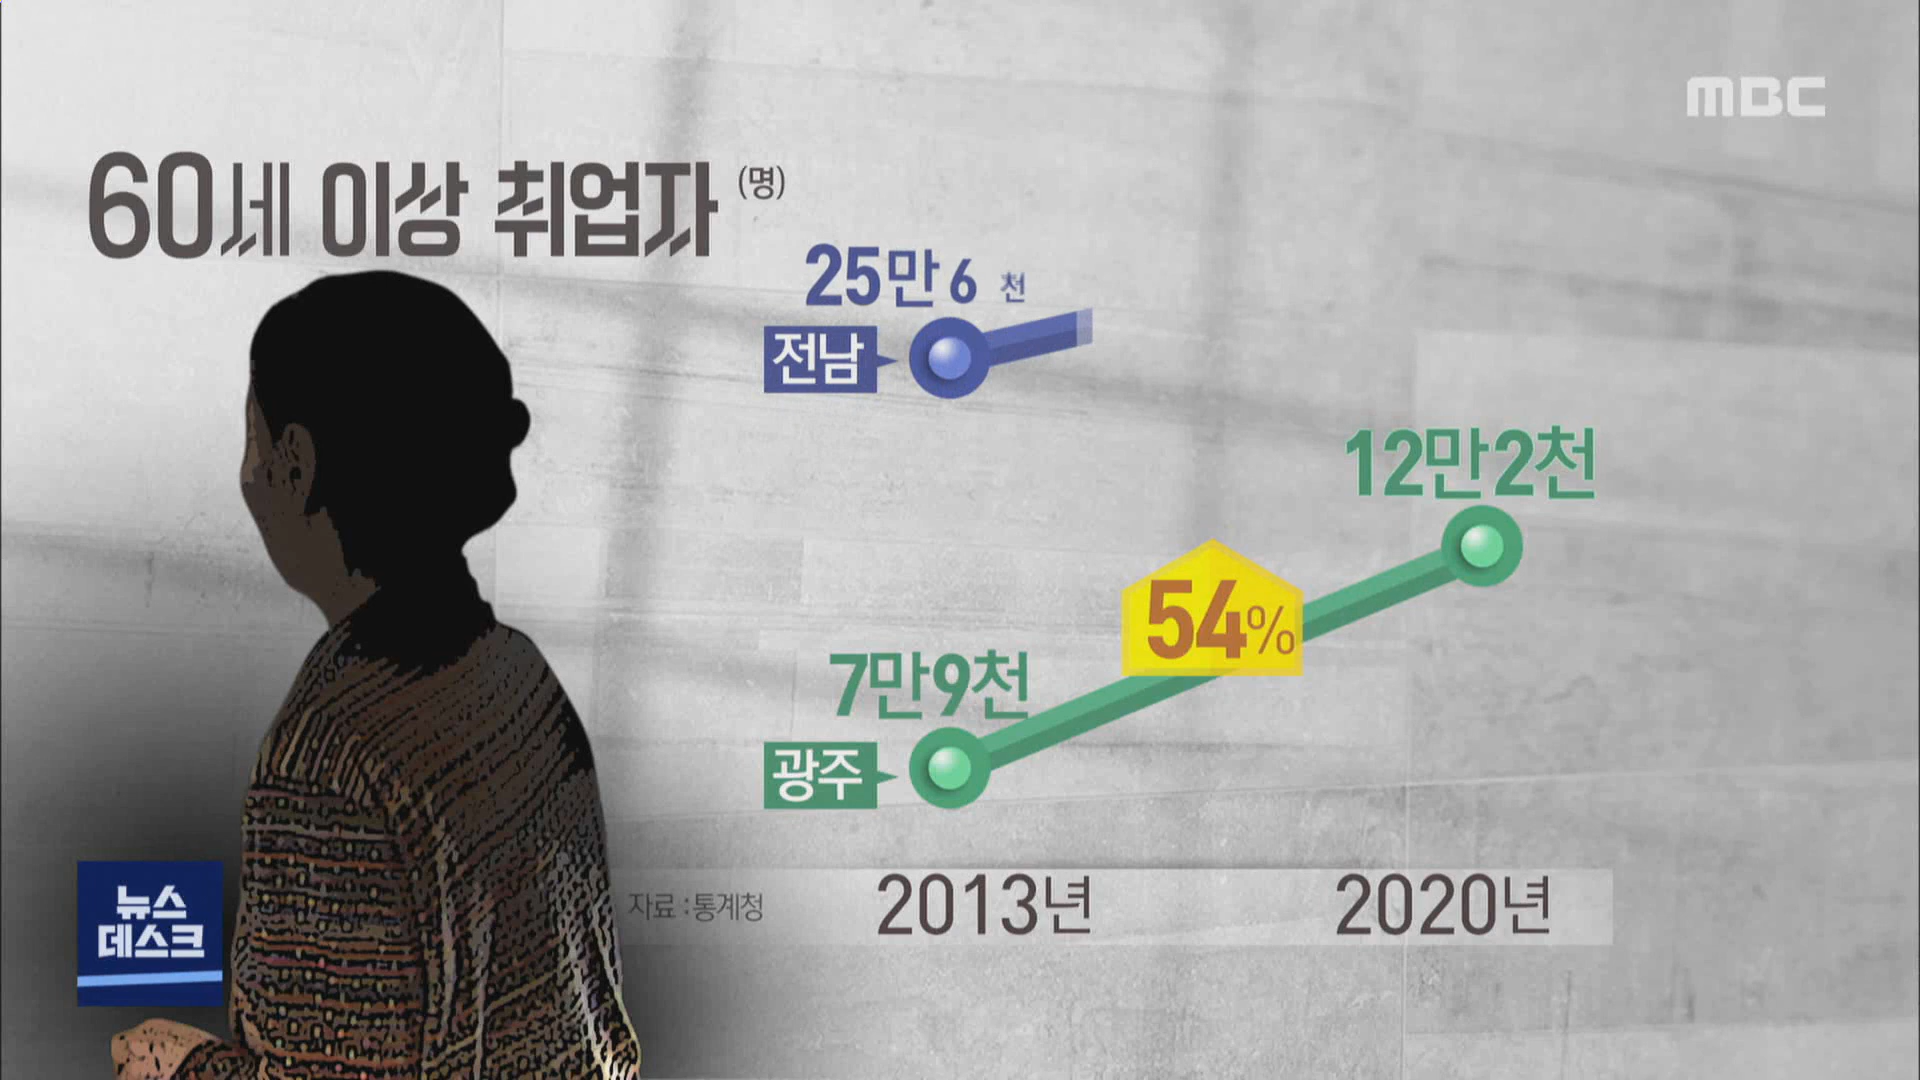 MBC
60세 이상 취업자 (명)
25만 6 천
전남
12만 2천
54%
7만 9천
광주
자료 : 통계청
2013년
2020년
뉴스
데스크